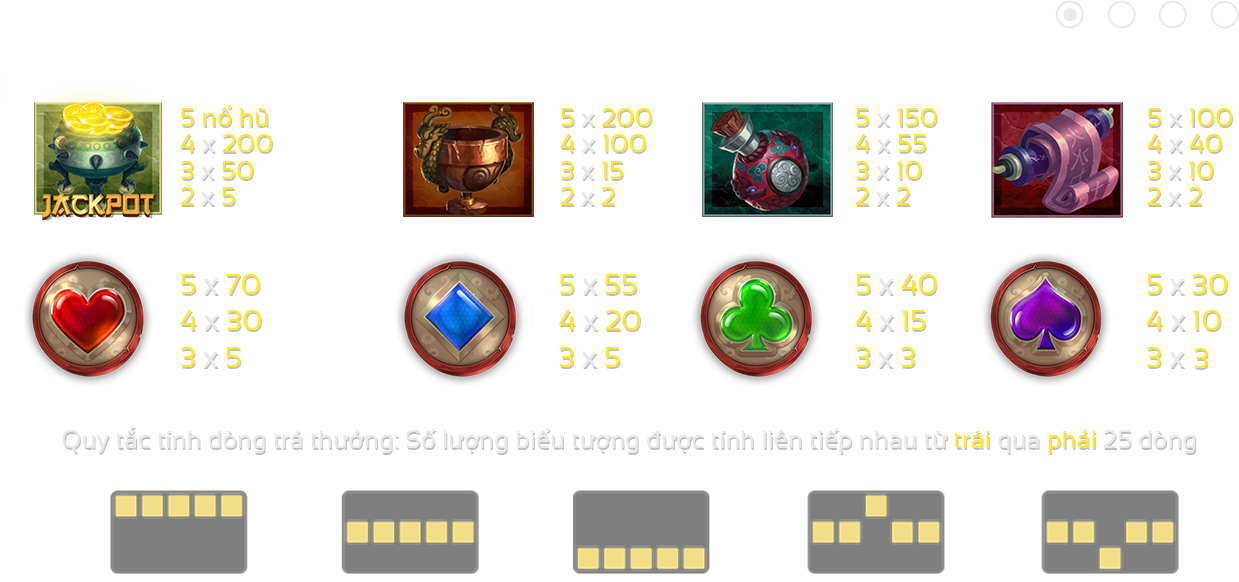 5 nổ hũ
4 x 200
3 x 50
2 x 5
JACKPOT
5 x 200
4 x 100
3 x 15
2 x 2
5 x 150
4 x 55
3 x 10
2 x 2
5 x 100
4 x 40
3 x 10
2 x 2
5 x 70
4 x 30
3 x 5
5 x 55
4 x 20
3 x 5
5 x 40
4 x 15
3 x 3
5 x 30
4 x 10
3 x 3
Quy tắc tính dòng trả thưởng: Số lượng biểu tượng được tính liên tiếp nhau từ trái qua phải 25 dòng